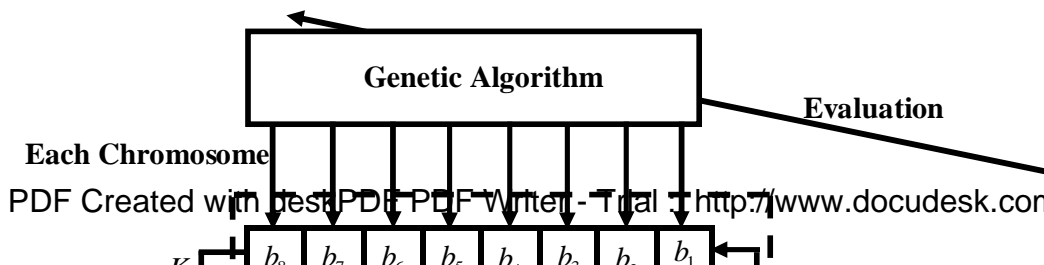 Genetic Algorithm
Evaluation
Each Chromosome
PDF Created with deskPDF PDF Writer - Trial :: http://www.docudesk.com
K b8 b7 b6 b5 b4 b3 b2 b1